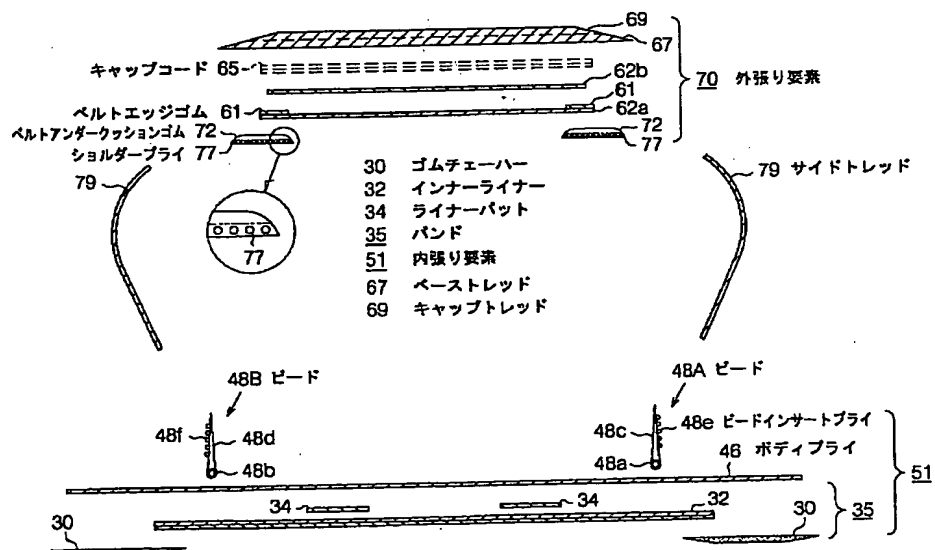 69
67
キャップコード 65
62b
70 外張り要素
61
ベルトエッジゴム 61
62a
ベルトアンダークッションゴム 72
72
ショルダープライ 77
77
79
79 サイドトレッド
30 ゴムチェーハー
32 インナーライナー
34 ライナーパット
35 バンド
51 内張り要素
67 ベーストレッド
69 キャップトレッド
77
48B ビード
48A ビード
48f
48d
48c
48e ビードインサートプライ
48b
48a
46 ボディプライ
51
34
34
32
30
30
35